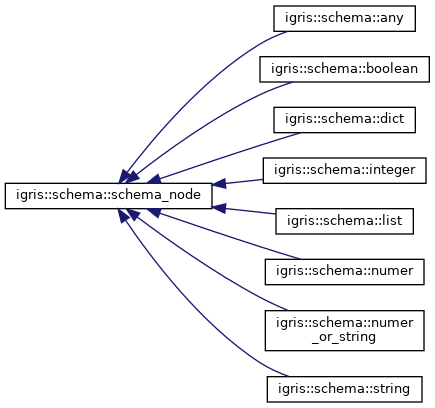 igris::schema::any
igris::schema::boolean
igris::schema::dict
igris::schema::integer
igris::schema::schema_node
igris::schema::list
igris::schema::numer
igris::schema::numer
_or_string
igris::schema::string